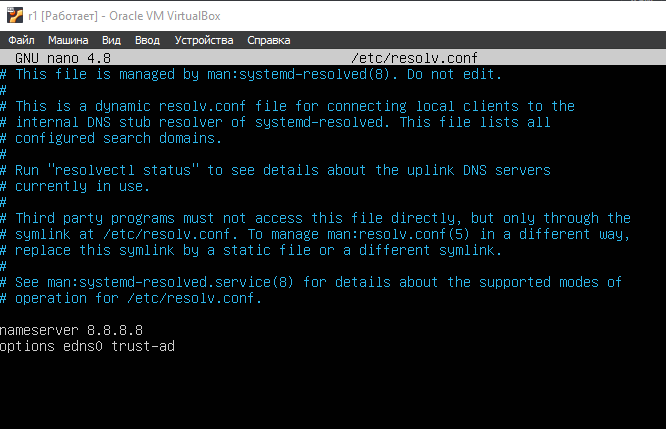 r1 [Работает] - Oracle VM VirtualBox
Файл Машина Вид Ввод Устройства Справка
GNU nano 4.8 /etc/resolv.conf
# This file is managed by man:systemd-resolved(8). Do not edit.
#
# This is a dynamic resolv.conf file for connecting local clients to the
# internal DNS stub resolver of systemd-resolved. This file lists all
# configured search domains.
#
# Run "resolvectl status" to see details about the uplink DNS servers
# currently in use.
#
# Third party programs must not access this file directly, but only through the
# symlink at /etc/resolv.conf. To manage man:resolv.conf(5) in a different way,
# replace this symlink by a static file or a different symlink.
#
# See man:systemd-resolved.service(8) for details about the supported modes of
# operation for /etc/resolv.conf.
nameserver 8.8.8.8
options edns0 trust-ad